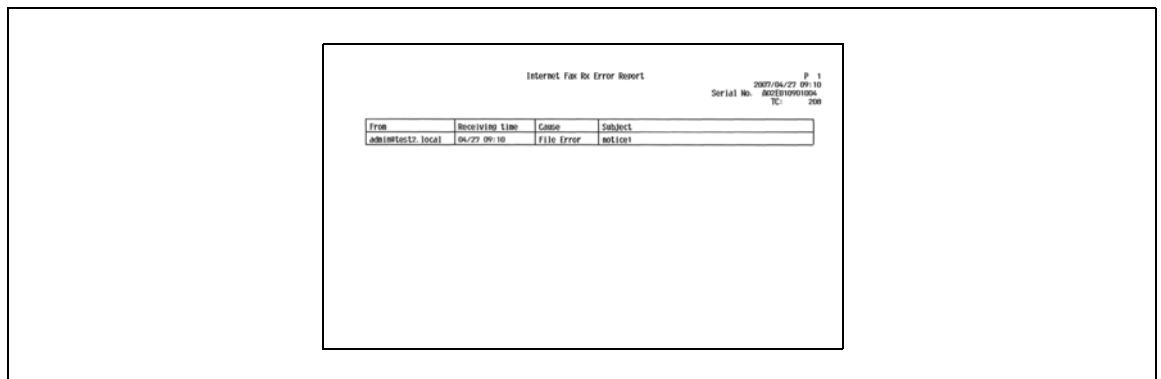 Internet Fax Rx Error Report P 1
2007/04/27 09:10
Serial No. A02E010901004
TC: 208
From Receiving time Cause Subject
admin@test2.local 04/27 09:10 File Error notice1